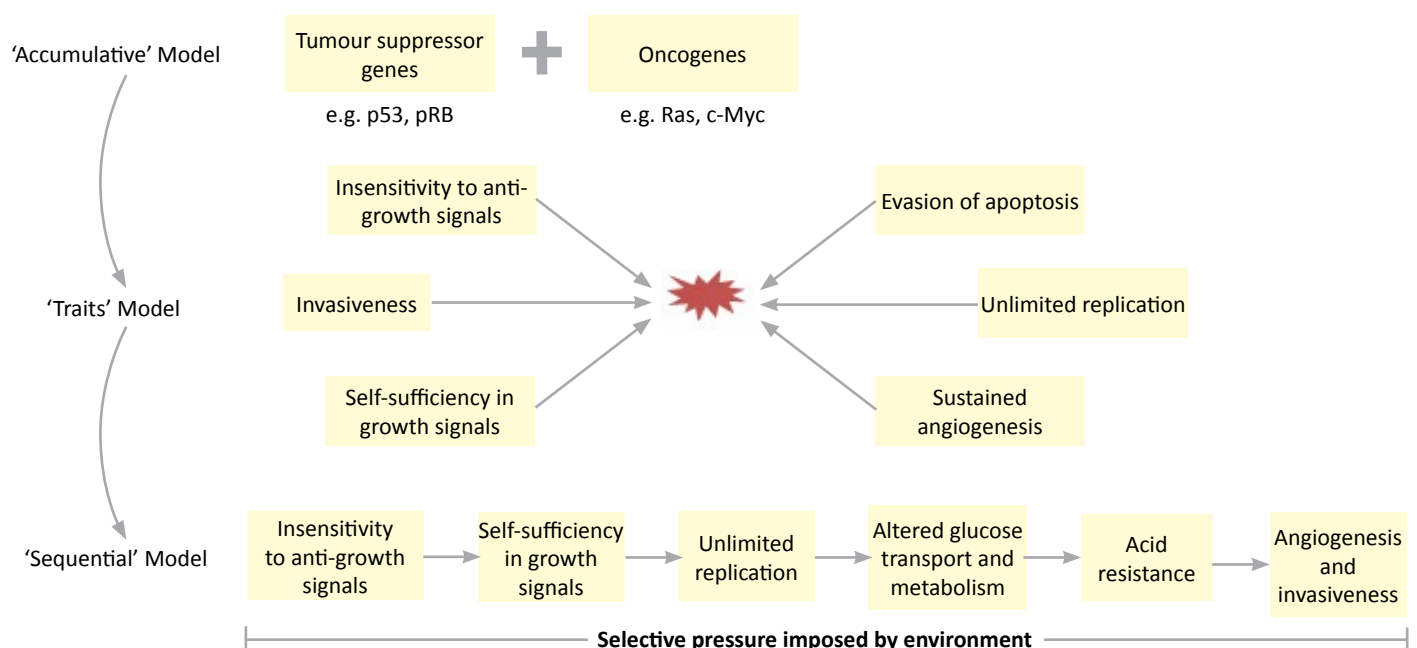 ‘Accumulative’ Model
Tumour suppressor
genes
Oncogenes
e.g. p53, pRB
e.g. Ras, c-Myc
Insensitivity to anti-
growth signals
Evasion of apoptosis
‘Traits’ Model
Invasiveness
Unlimited replication
Self-sufficiency in
growth signals
Sustained
angiogenesis
‘Sequential’ Model
Insensitivity
to anti-growth
signals
Self-sufficiency
in growth
signals
Unlimited
replication
Altered glucose
transport and
metabolism
Acid
resistance
Angiogenesis
and
invasiveness
Selective pressure imposed by environment